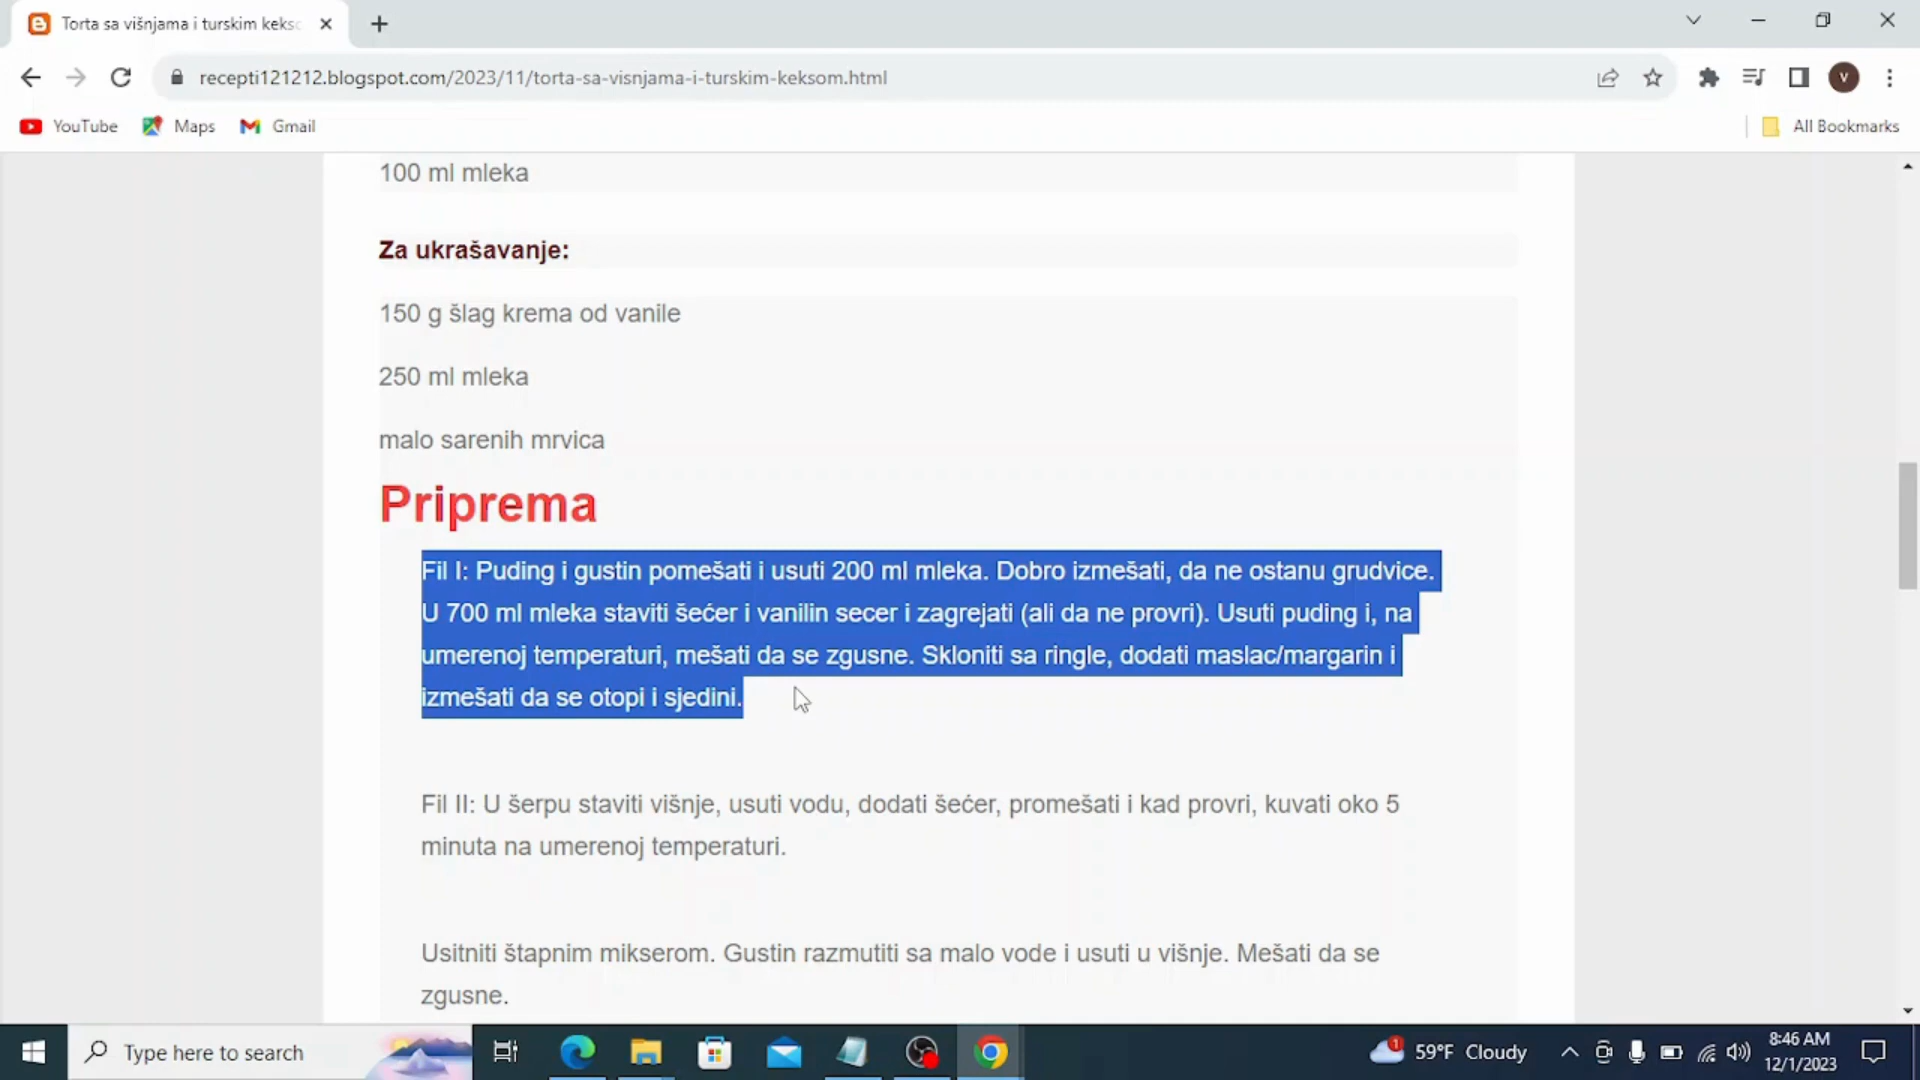 Torta sa višnjama i turskim keks
recepti121212.blogspot.com/2023/11/torta-sa-visnjama-i-turskim-keksom.html
V
YouTube
Maps
Gmail
All Bookmarks
100 ml mleka
Za ukrašavanje:
150 g šlag krema od vanile
250 ml mleka
malo sarenih mrvica
Priprema
Fil I: Puding i gustin pomešati i usuti 200 ml mleka. Dobro izmešati, da ne ostanu grudvice.
U 700 ml mleka staviti šećer i vanilin secer i zagrejati (ali da ne provri). Usuti puding i, na
umerenoj temperaturi, mešati da se zgusne. Skloniti sa ringle, dodati maslac/margarin i
izmešati da se otopi i sjedini.
Fil II: U šerpu staviti višnje, usuti vodu, dodati šećer, promešati i kad provri, kuvati oko 5
minuta na umerenoj temperaturi.
Usitniti štapnim mikserom. Gustin razmutiti sa malo vode i usuti u višnje. Mešati da se
zgusne.
Type here to search
1
59°F Cloudy
8:46 AM
12/1/2023